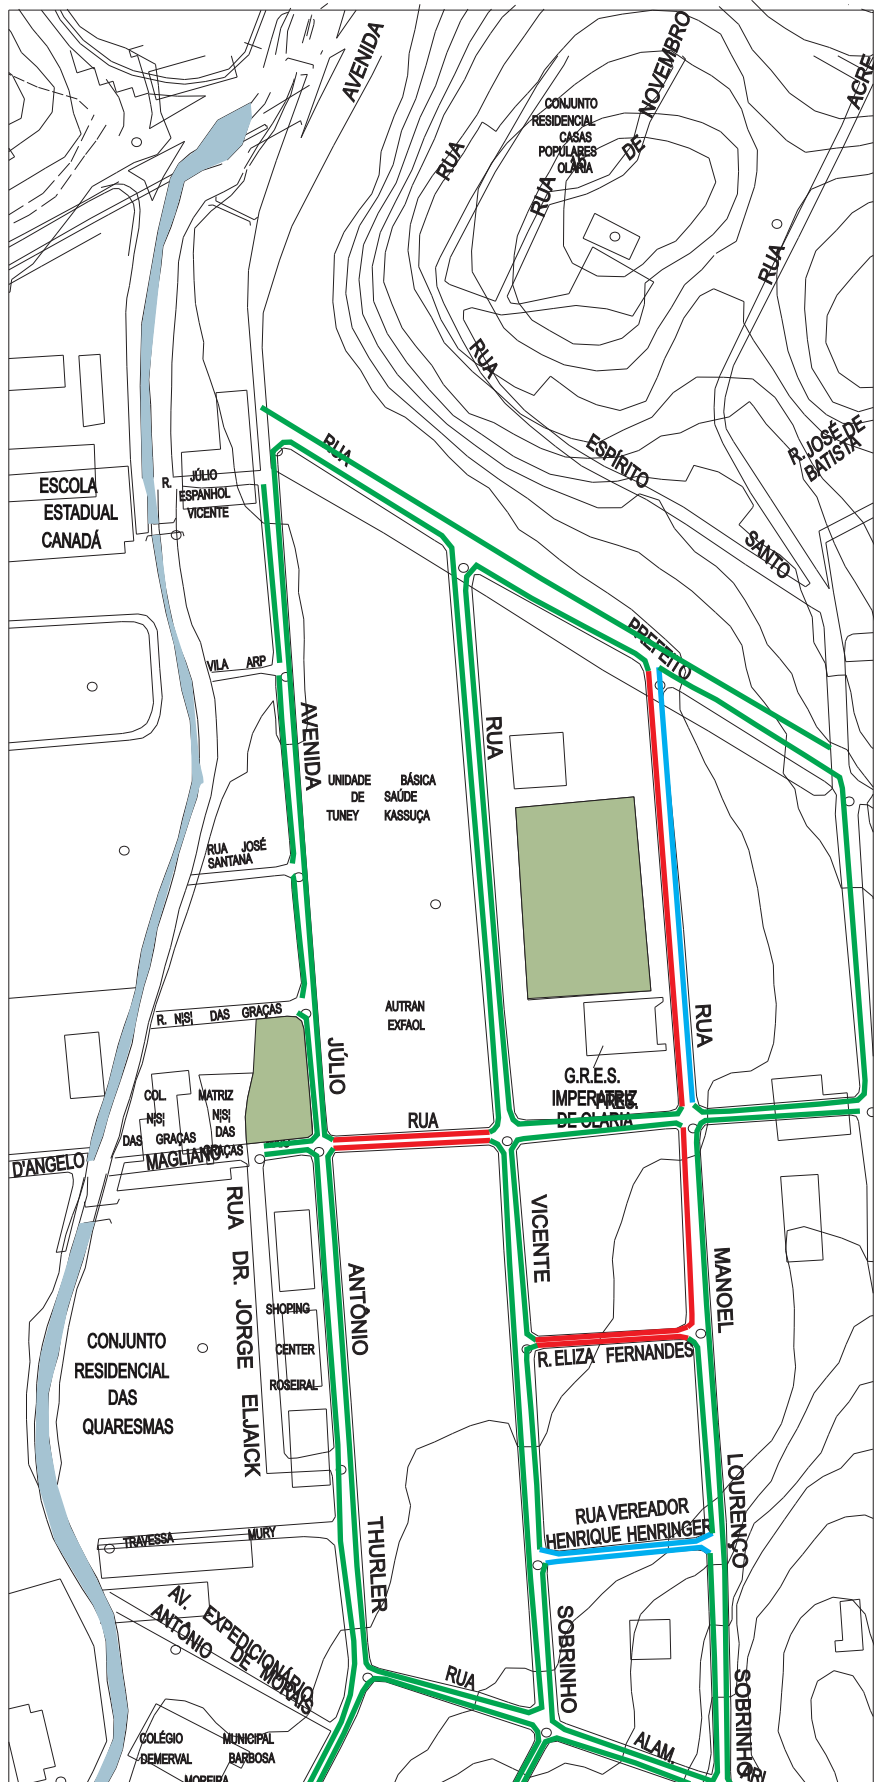 AVENIDA
RUA
NOVEMBRO
CONJUNTO
RESIDENCIAL
CASAS
POPULARES
OLARIA
RUA
DE
ACRE
RUA
RUA
ESPÍRITO
SANTO
R. JOSÉ DE
BATISTA
RUA
PREFEITO
ESCOLA
ESTADUAL
CANADÁ
R. JÚLIO
ESPANHOL
VICENTE
VILA ARP
AVENIDA
RUA
UNIDADE BÁSICA
DE SAÚDE
TUNEY KASSUÇA
RUA JOSÉ
SANTANA
AUTRAN
EXFAOL
R. N¦S¦ DAS GRAÇAS
JÚLIO
RUA
G.R.E.S.
IMPERATRIZ
DE OLARIA
PRES.
RUA
COL. MATRIZ
N¦S¦ N¦S¦
DAS GRAÇAS DAS
GRAÇAS
D'ANGELO MAGLIANO
RUA DR. JORGE ELJAICK
VICENTE
MANOEL
ANTÔNIO
SHOPING
CENTER
ROSEIRAL
R. ELIZA FERNANDES
CONJUNTO
RESIDENCIAL
DAS
QUARESMAS
LOURENÇO
RUA VEREADOR
HENRIQUE HENRINGER
TRAVESSA MURY
THURLER
AV. EXPEDICIONÁRIO
ANTÔNIO DE MORAIS
SOBRINHO
RUA
SOBRINHO
ALAM.
ARI
COLÉGIO MUNICIPAL
DEMERVAL BARBOSA
MOREIRA